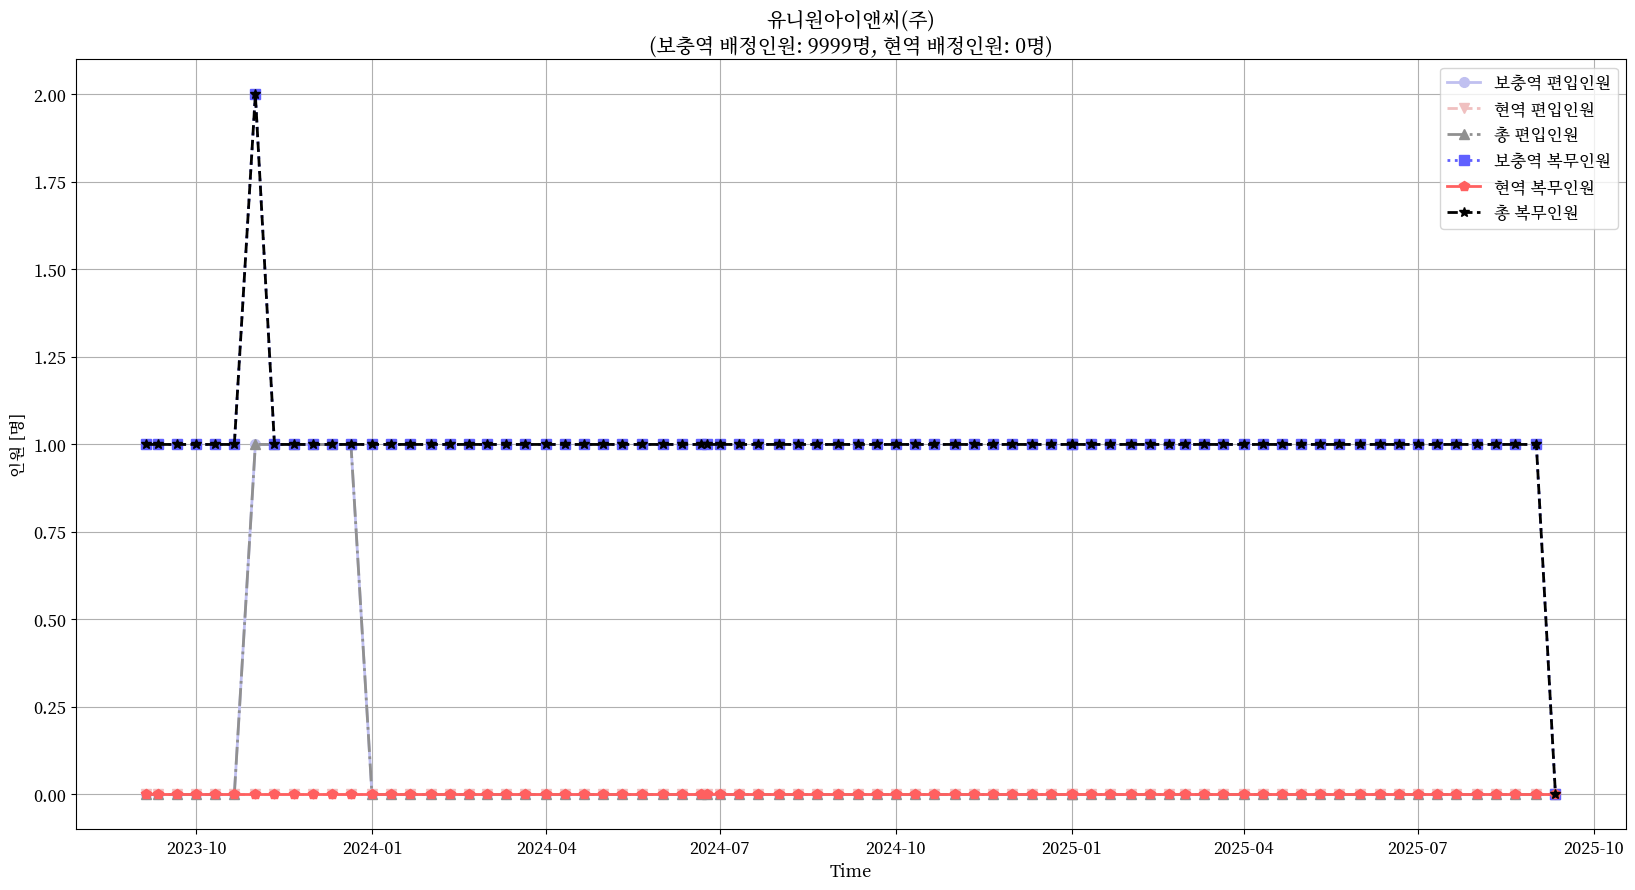 유니원아이앤씨(주)
(보충역 배정인원: 9999명, 현역 배정인원: 0명)
보충역 편입인원
현역 편입인원
총 편입인원
보충역 복무인원
현역 복무인원
총 복무인원
인원 [명]
2.00
1.75
1.50
1.25
1.00
0.75
0.50
0.25
0.00
2023-10
2024-01
2024-04
2024-07
2024-10
2025-01
2025-04
2025-07
2025-10
Time